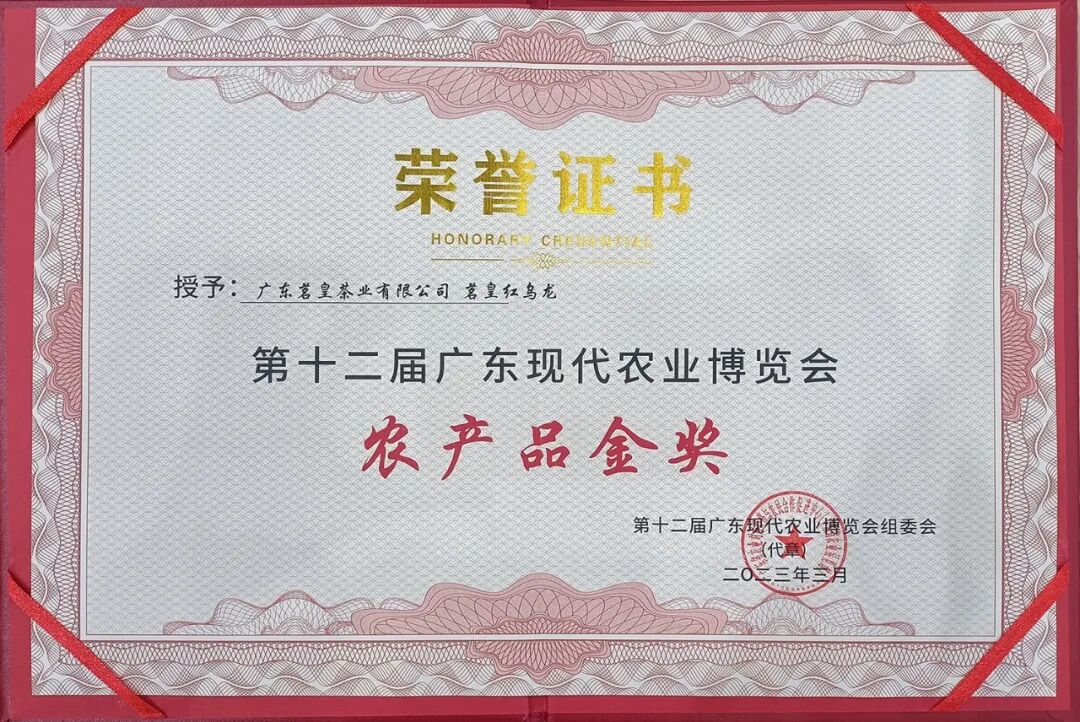 荣誉证书
HONORARY CREDENTIAL
授予：广东茗皇茶业有限公司 茗皇红乌龙
第十二届广东现代农业博览会
农产品金奖
第十二届广东现代农业博览会组委会
(代章)
二〇二三年三月